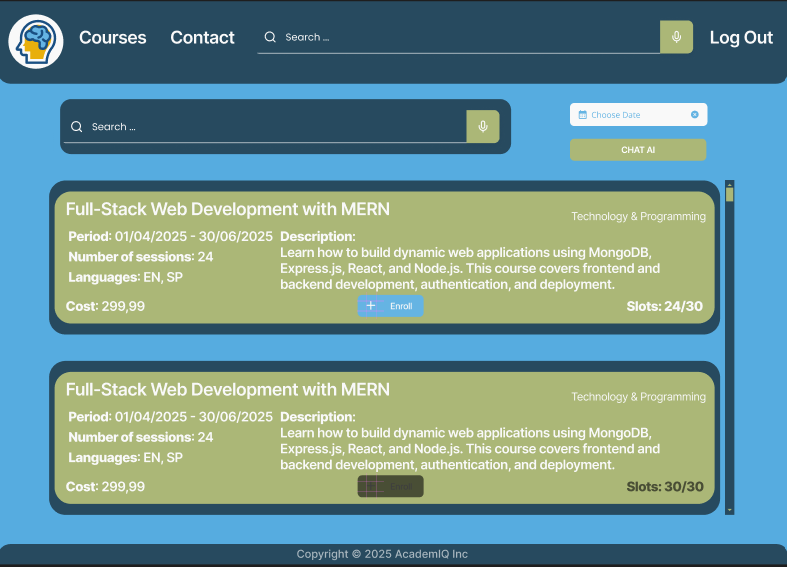 Courses Contact Search ... Log Out
Search ...
Choose Date
CHAT AI
Full-Stack Web Development with MERN
Technology & Programming
Period: 01/04/2025 - 30/06/2025
Number of sessions: 24
Languages: EN, SP
Description:
Learn how to build dynamic web applications using MongoDB,
Express.js, React, and Node.js. This course covers frontend and
backend development, authentication, and deployment.
Cost: 299,99
Enroll
Slots: 24/30
Full-Stack Web Development with MERN
Technology & Programming
Period: 01/04/2025 - 30/06/2025
Number of sessions: 24
Languages: EN, SP
Description:
Learn how to build dynamic web applications using MongoDB,
Express.js, React, and Node.js. This course covers frontend and
backend development, authentication, and deployment.
Cost: 299,99
Enroll
Slots: 30/30
Copyright © 2025 AcademIQ Inc